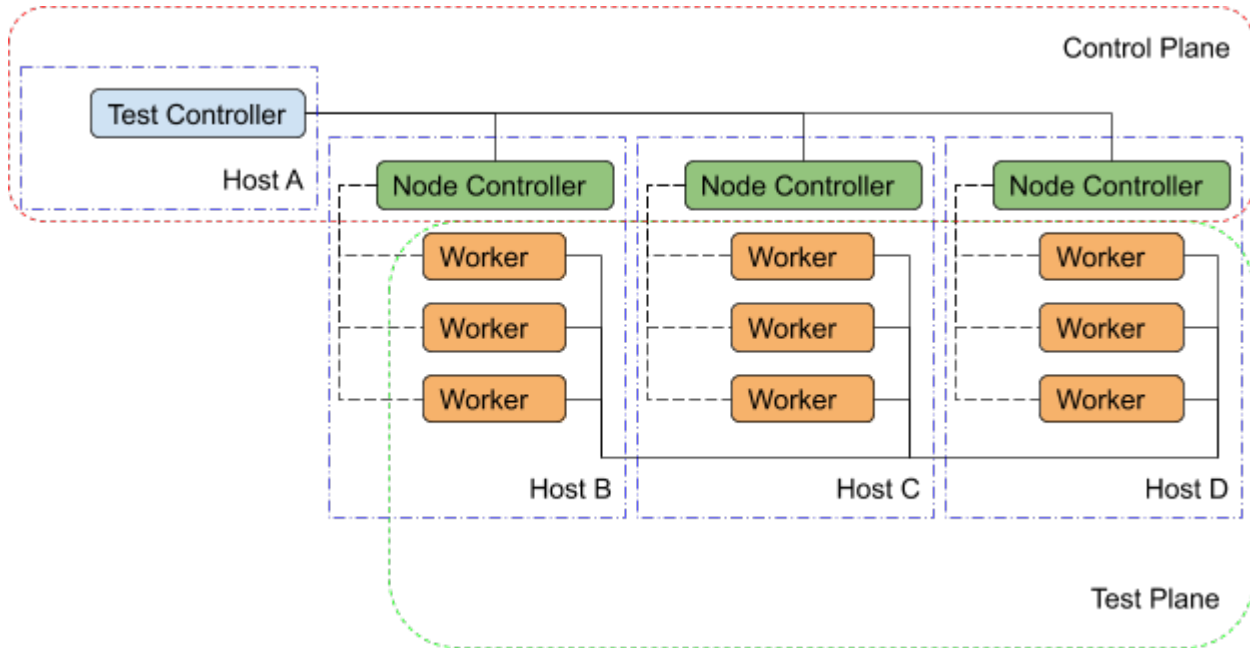 Control Plane
Test Controller
Host A
Node Controller
Node Controller
Node Controller
Worker
Worker
Worker
Worker
Worker
Worker
Worker
Worker
Worker
Host B
Host C
Host D
Test Plane